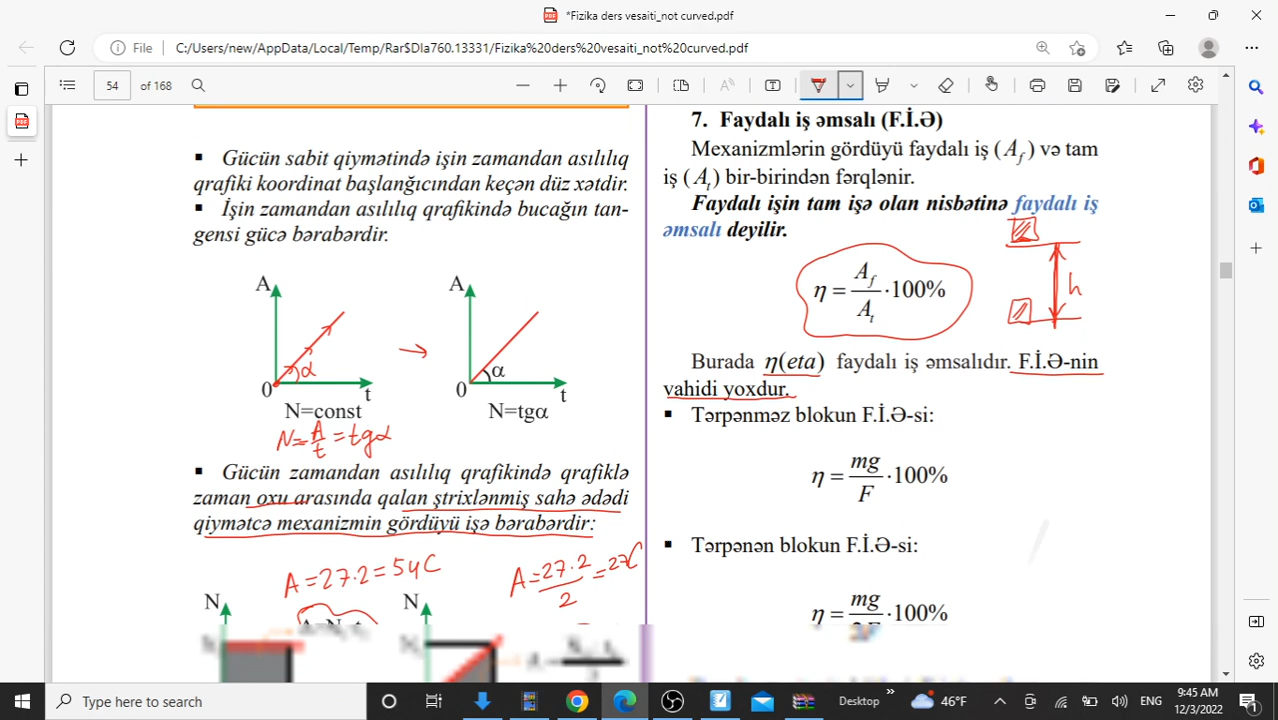 *Fizika ders vesaiti_not curved.pdf
File C:/Users/new/AppData/Local/Temp/Rar$DIa760.13331/Fizika%20ders%20vesaiti_not%20curved.pdf
54 of 168
▪ Gücün sabit qiymətində işin zamandan asılılıq
qrafiki koordinat başlanğıcından keçən düz xətdir.
▪ İşin zamandan asılılıq qrafikində bucağın tan-
gensi gücə bərabərdir.
A A
α α
0 t 0 t
N=const N=tgα
N=A/t=tgα
▪ Gücün zamandan asılılıq qrafikində qrafiklə
zaman oxu arasında qalan ştrixlənmiş sahə ədədi
qiymətcə mexanizmin gördüyü işə bərabərdir:
A=27·2=54C A=27·2/2=27C
N N
7. Faydalı iş əmsalı (F.İ.Ə)
Mexanizmlərin gördüyü faydalı iş (A_f) və tam
iş (A_t) bir-birindən fərqlənir.
Faydalı işin tam işə olan nisbətinə faydalı iş
əmsalı deyilir.
η = A_f/A_t ·100%
h
Burada η(eta) faydalı iş əmsalıdır. F.İ.Ə-nin
vahidi yoxdur.
▪ Tərpənməz blokun F.İ.Ə-si:
η = mg/F ·100%
▪ Tərpənən blokun F.İ.Ə-si:
η = mg/2F ·100%
Type here to search
Desktop
46°F
ENG
9:45 AM
12/3/2022
1